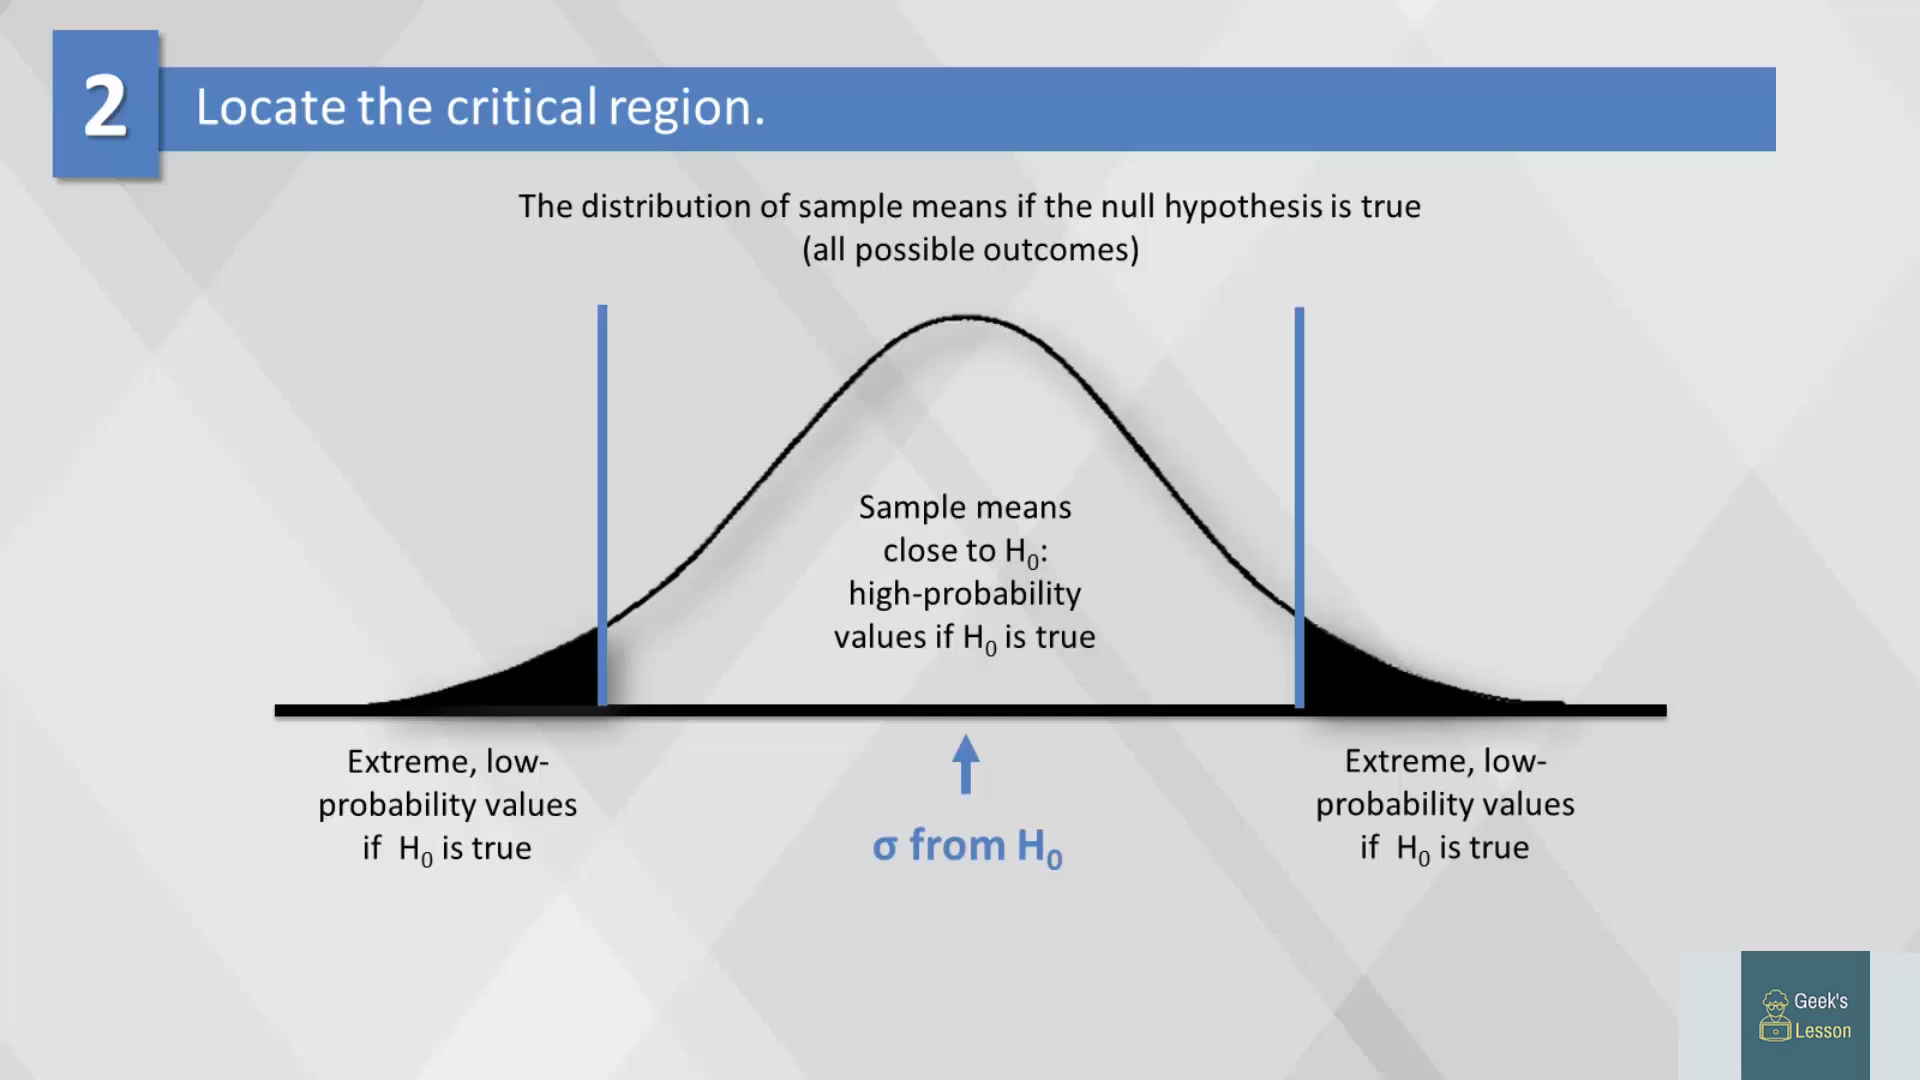 2
Locate the critical region.
The distribution of sample means if the null hypothesis is true
(all possible outcomes)
Sample means
close to H₀:
high-probability
values if H₀ is true
Extreme, low-
probability values
if H₀ is true
σ from H₀
Extreme, low-
probability values
if H₀ is true
Geek's
Lesson